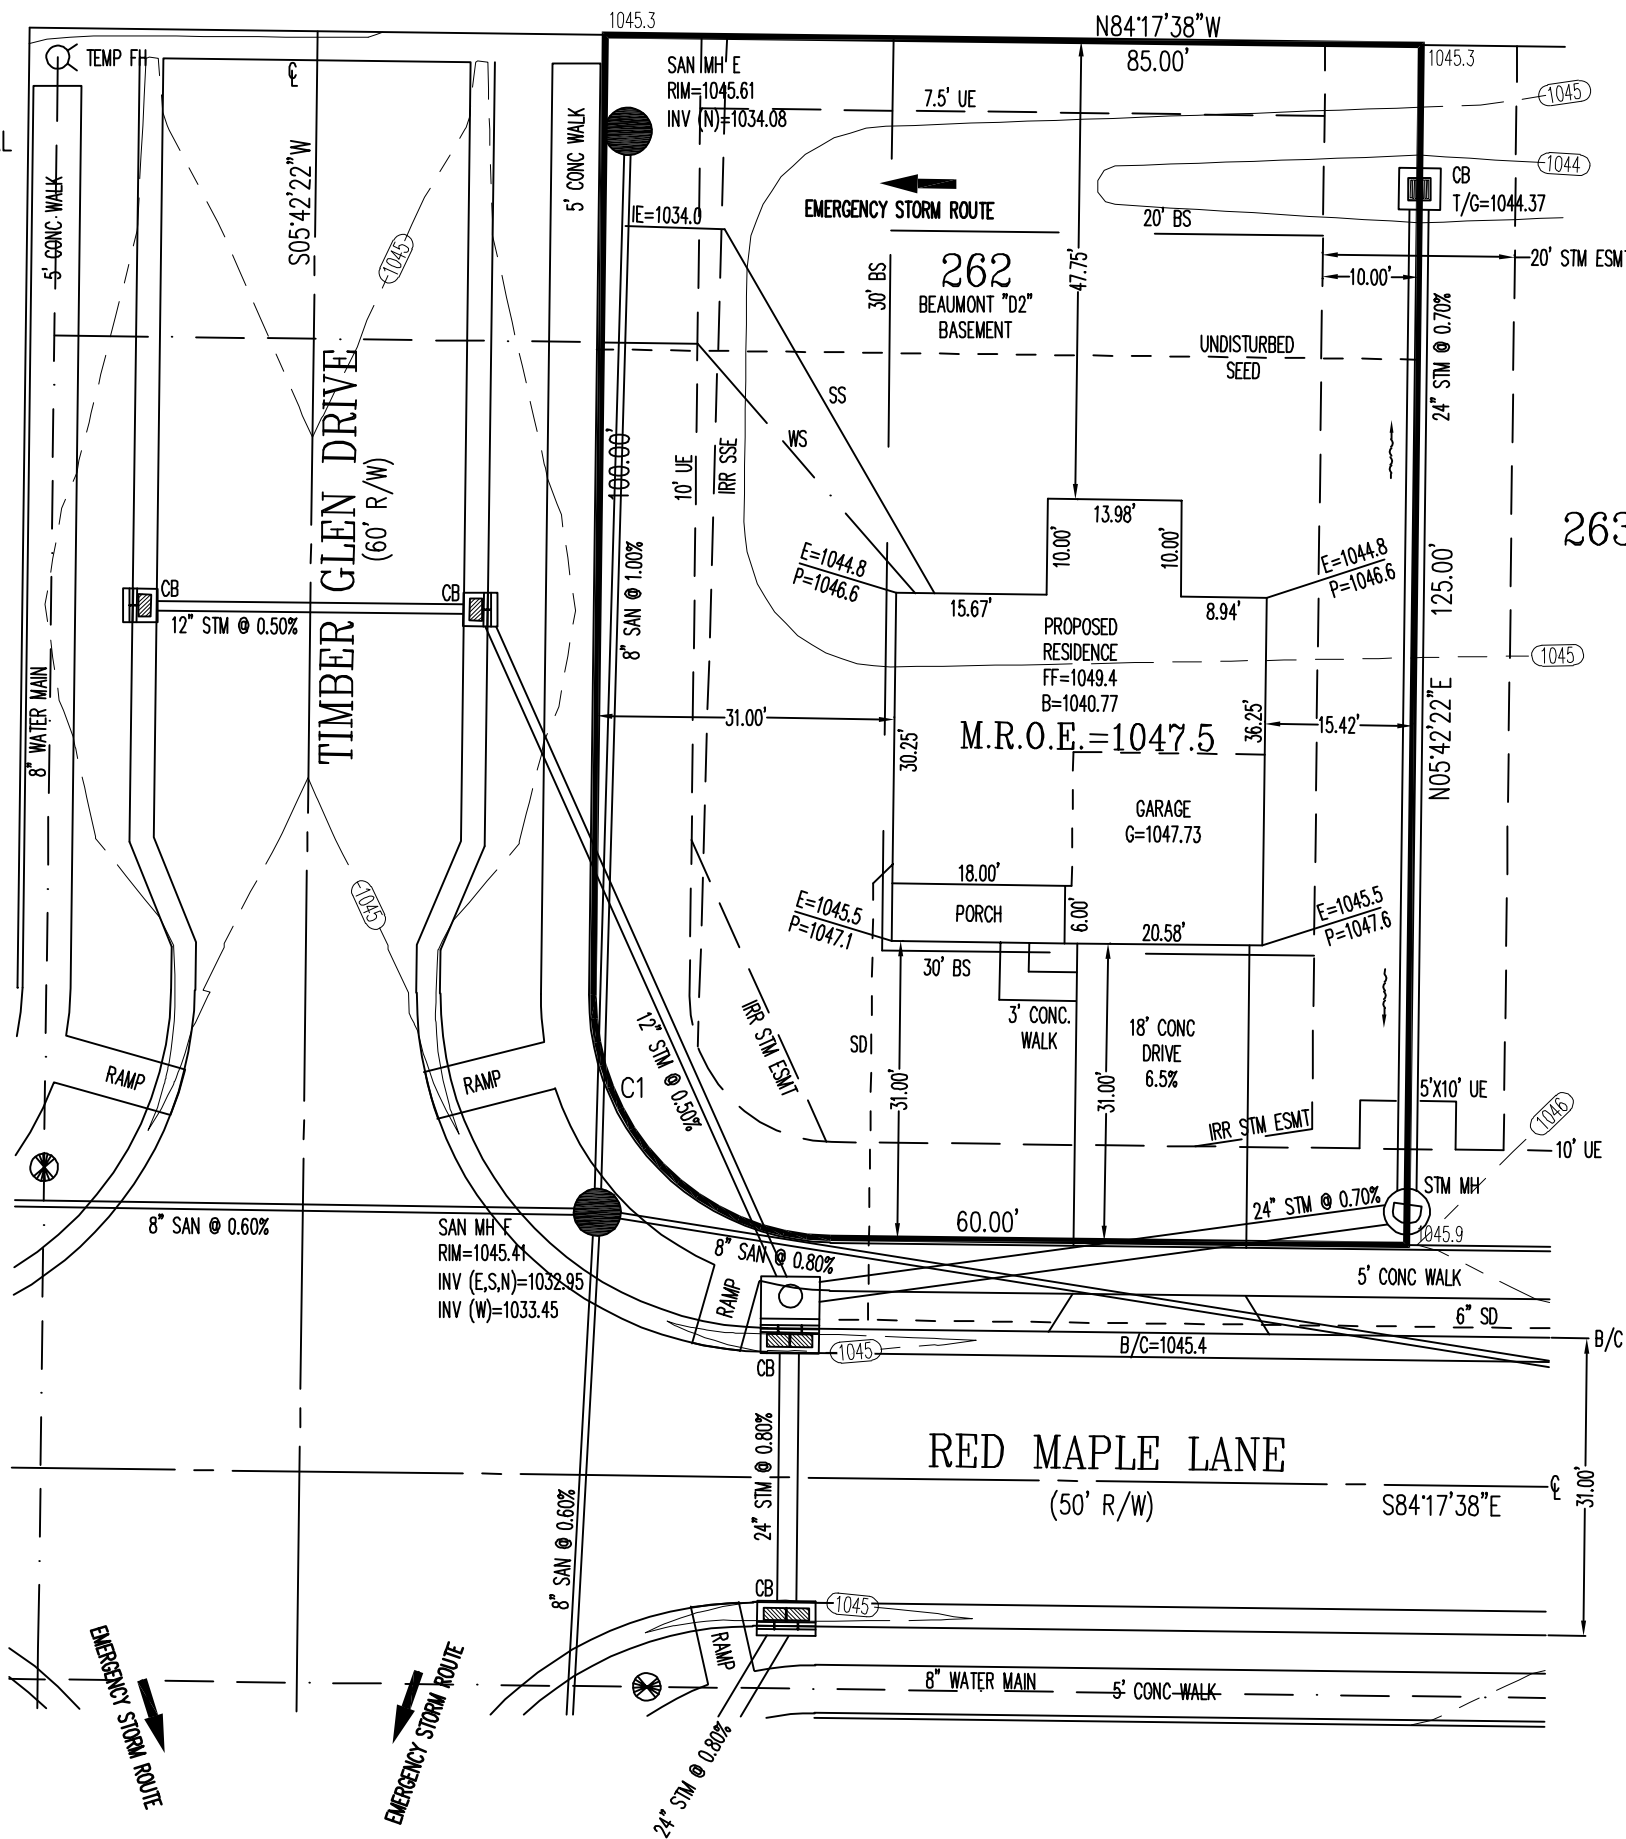 1045.3
N84°17'38"W
85.00'
1045.3
TEMP FH
℄
SAN MH E
RIM=1045.61
INV (N)=1034.08
7.5' UE
1045
1044
CB
T/G=1044.37
5' CONC WALK
S05°42'22"W
1045
5' CONC WALK
IE=1034.0
EMERGENCY STORM ROUTE
20' BS
20' STM ESMT
10.00'
262
BEAUMONT "D2"
BASEMENT
30' BS
47.75'
24" STM @ 0.70%
UNDISTURBED
SEED
SS
WS
TIMBER GLEN DRIVE
(60' R/W)
100.00'
10' UE
IRR SSE
13.98'
10.00'
10.00'
263
E=1044.8
P=1046.6
E=1044.8
P=1046.6
15.67'
8.94'
CB
CB
12" STM @ 0.50%
8" SAN @ 1.00%
125.00'
PROPOSED
RESIDENCE
FF=1049.4
B=1040.77
M.R.O.E.=1047.5
1045
8" WATER MAIN
31.00'
30.25'
36.25'
15.42'
N05°42'22"E
GARAGE
G=1047.73
18.00'
PORCH
6.00'
20.58'
E=1045.5
P=1047.1
E=1045.5
P=1047.6
1045
30' BS
3' CONC.
WALK
18' CONC
DRIVE
6.5%
SD
IRR STM ESMT
12" STM @ 0.50%
C1
RAMP
RAMP
31.00'
31.00'
5'X10' UE
1046
IRR STM ESMT
10' UE
STM MH
24" STM @ 0.70%
60.00'
1045.9
8" SAN @ 0.60%
SAN MH F
RIM=1045.41
INV (E,S,N)=1032.95
INV (W)=1033.45
8" SAN @ 0.80%
RAMP
5' CONC WALK
6" SD
1045
B/C=1045.4
B/C
CB
24" STM @ 0.80%
RED MAPLE LANE
(50' R/W)
S84°17'38"E
℄
31.00'
8" SAN @ 0.60%
CB
1045
RAMP
8" WATER MAIN
5' CONC WALK
EMERGENCY STORM ROUTE
EMERGENCY STORM ROUTE
24" STM @ 0.80%